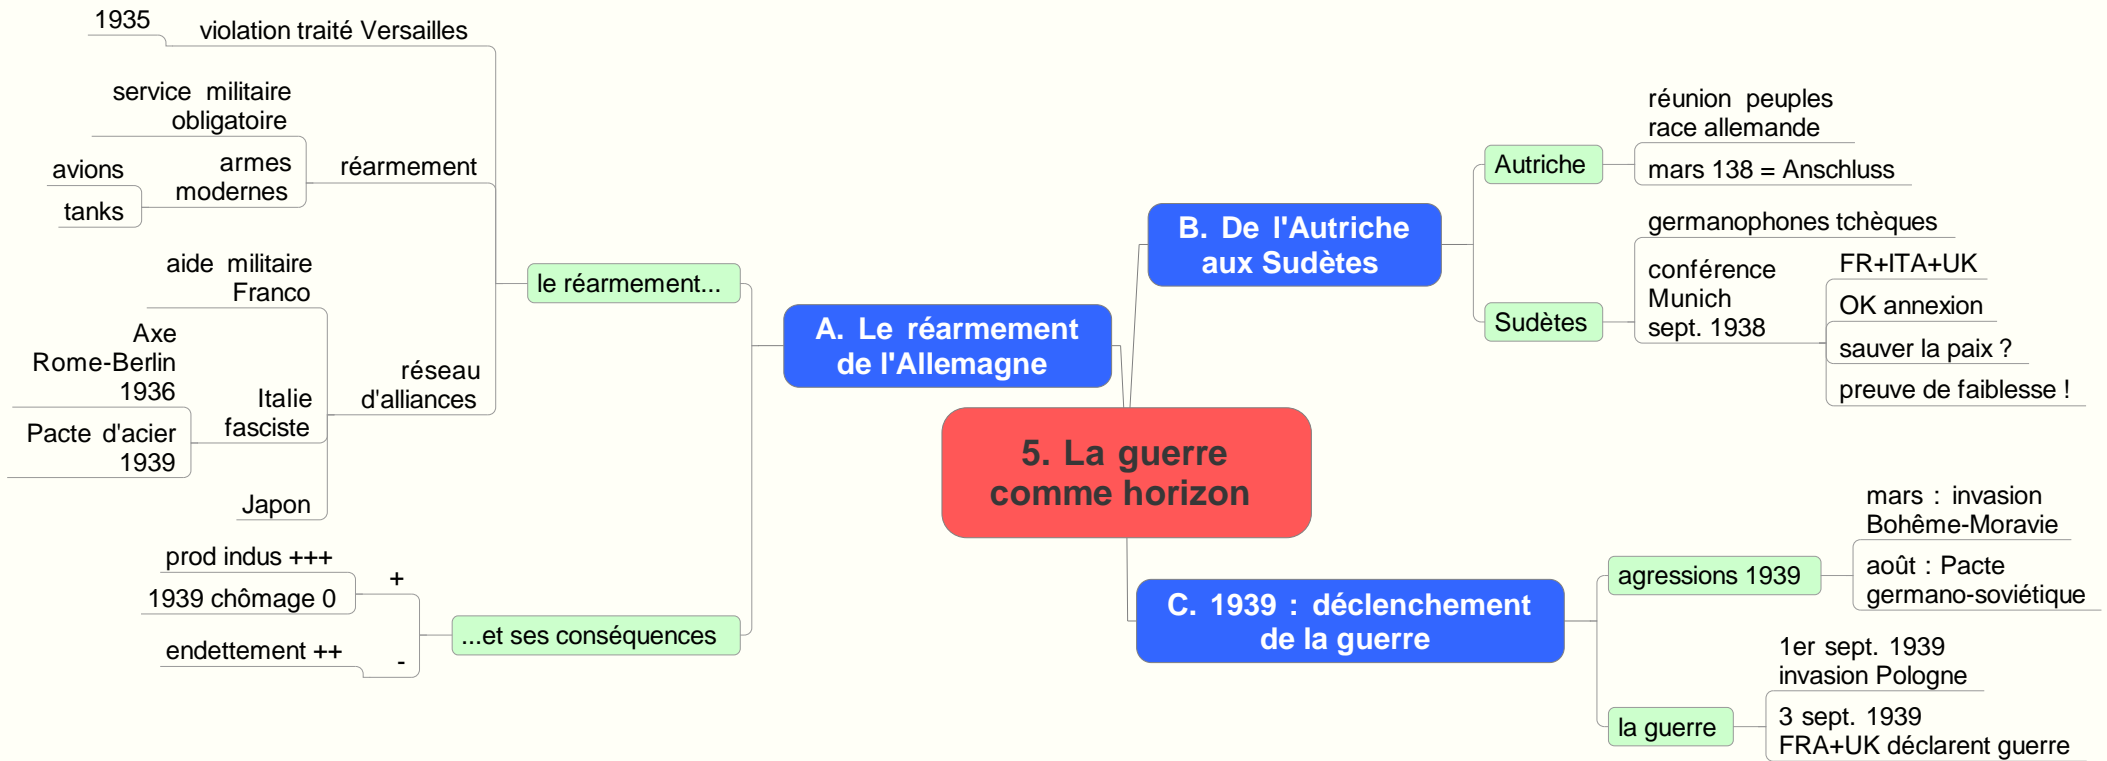 5. La guerre
comme horizon
A. Le réarmement
de l'Allemagne
le réarmement...
violation traité Versailles
1935
réarmement
service militaire
obligatoire
armes
modernes
avions
tanks
réseau
d'alliances
aide militaire
Franco
Italie
fasciste
Axe
Rome-Berlin
1936
Pacte d'acier
1939
Japon
...et ses conséquences
+
prod indus +++
1939 chômage 0
-
endettement ++
B. De l'Autriche
aux Sudètes
Autriche
réunion peuples
race allemande
mars 138 = Anschluss
Sudètes
germanophones tchèques
conférence
Munich
sept. 1938
FR+ITA+UK
OK annexion
sauver la paix ?
preuve de faiblesse !
C. 1939 : déclenchement
de la guerre
agressions 1939
mars : invasion
Bohême-Moravie
août : Pacte
germano-soviétique
la guerre
1er sept. 1939
invasion Pologne
3 sept. 1939
FRA+UK déclarent guerre